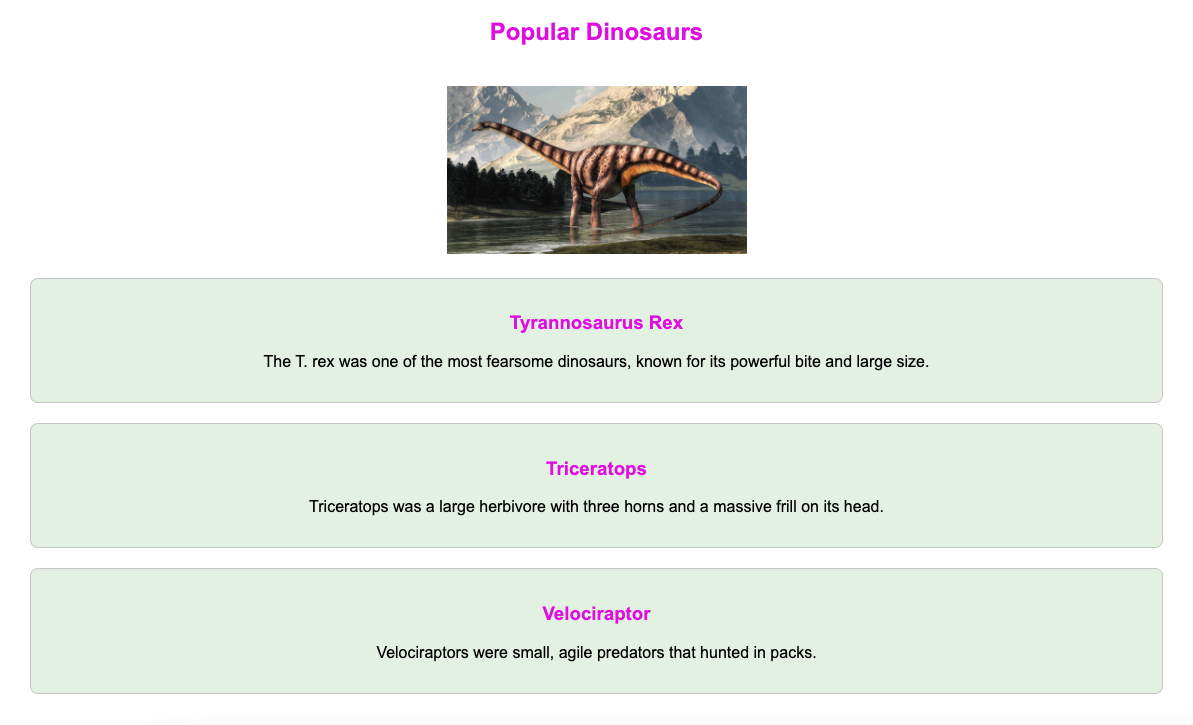 Popular Dinosaurs
Tyrannosaurus Rex
The T. rex was one of the most fearsome dinosaurs, known for its powerful bite and large size.
Triceratops
Triceratops was a large herbivore with three horns and a massive frill on its head.
Velociraptor
Velociraptors were small, agile predators that hunted in packs.